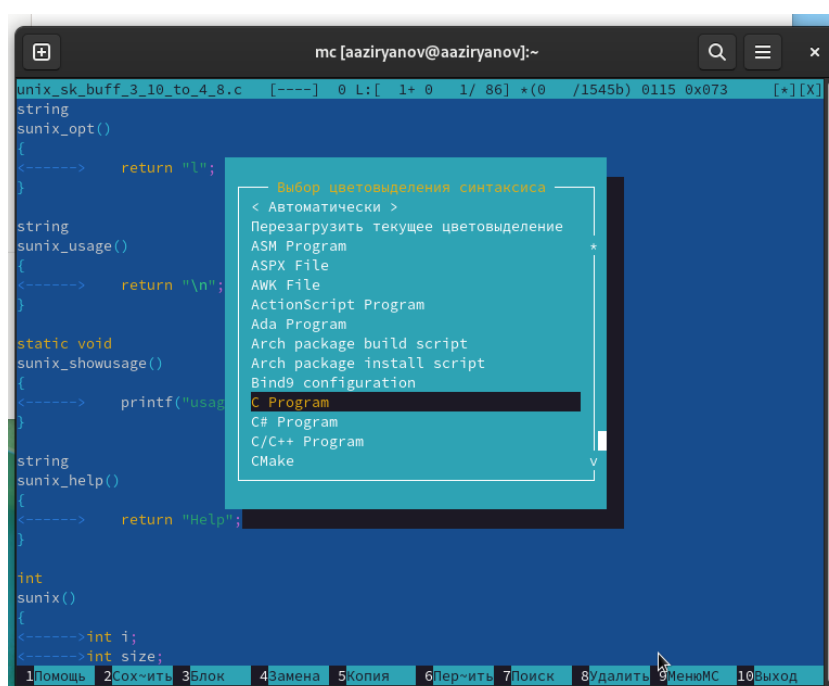 mc [aaziryanov@aaziryanov]:~
unix_sk_buff_3_10_to_4_8.c [----] 0 L:[ 1+ 0 1/ 86] *(0 /1545b) 0115 0x073 [*][X]
string
sunix_opt()
{
<------> return "l";
}
string
sunix_usage()
{
<------> return "\n";
}
static void
sunix_showusage()
{
<------> printf("usag
}
string
sunix_help()
{
<------> return "Help";
}
int
sunix()
{
<------>int i;
<------>int size;
Выбор цветовыделения синтаксиса
< Автоматически >
Перезагрузить текущее цветовыделение
ASM Program
ASPX File
AWK File
ActionScript Program
Ada Program
Arch package build script
Arch package install script
Bind9 configuration
C Program
C# Program
C/C++ Program
CMake
1Помощь 2Сох~ить 3Блок 4Замена 5Копия 6Пер~ить 7Поиск 8Удалить 9МенюMC 10Выход